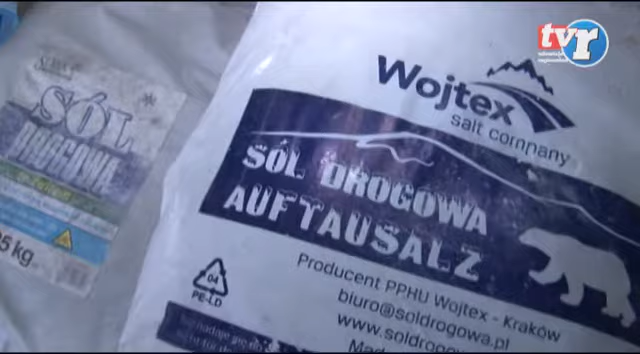 tvr
Wojtex
salt company
SÓL DROGOWA
AUFTAUSALZ
04
PE-LD
Producent PPHU Wojtex - Kraków
biuro@soldrogowa.pl
www.soldrogowa.pl
SÓL
DROGOWA
25 kg